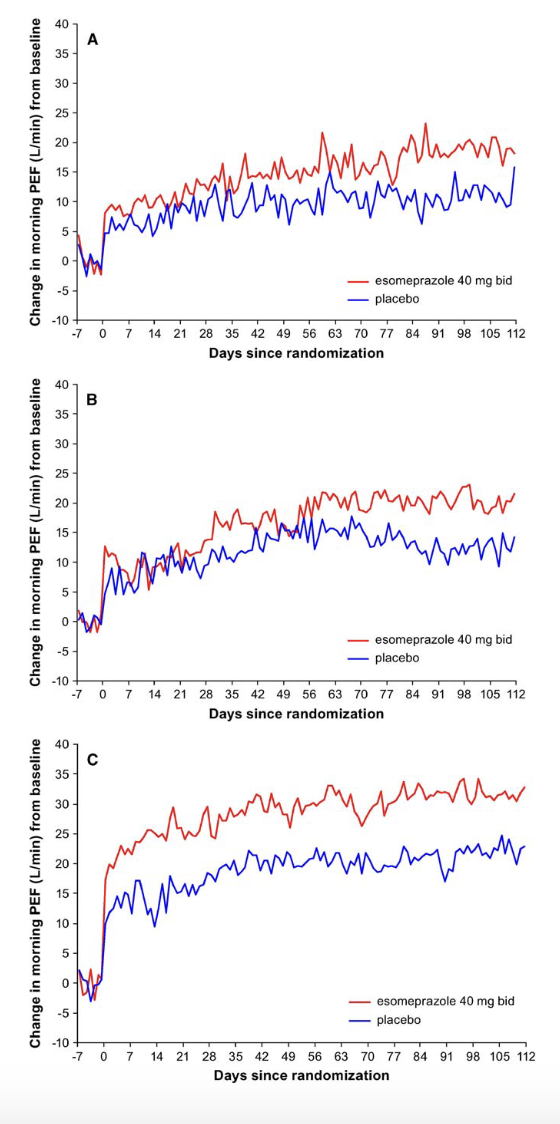 Change in morning PEF (L/min) from baseline
A
40
35
30
25
20
15
10
5
0
-5
-10
esomeprazole 40 mg bid
placebo
-7 0 7 14 21 28 35 42 49 56 63 70 77 84 91 98 105 112
Days since randomization
Change in morning PEF (L/min) from baseline
B
40
35
30
25
20
15
10
5
0
-5
-10
esomeprazole 40 mg bid
placebo
-7 0 7 14 21 28 35 42 49 56 63 70 77 84 91 98 105 112
Days since randomization
Change in morning PEF (L/min) from baseline
C
40
35
30
25
20
15
10
5
0
-5
-10
esomeprazole 40 mg bid
placebo
-7 0 7 14 21 28 35 42 49 56 63 70 77 84 91 98 105 112
Days since randomization